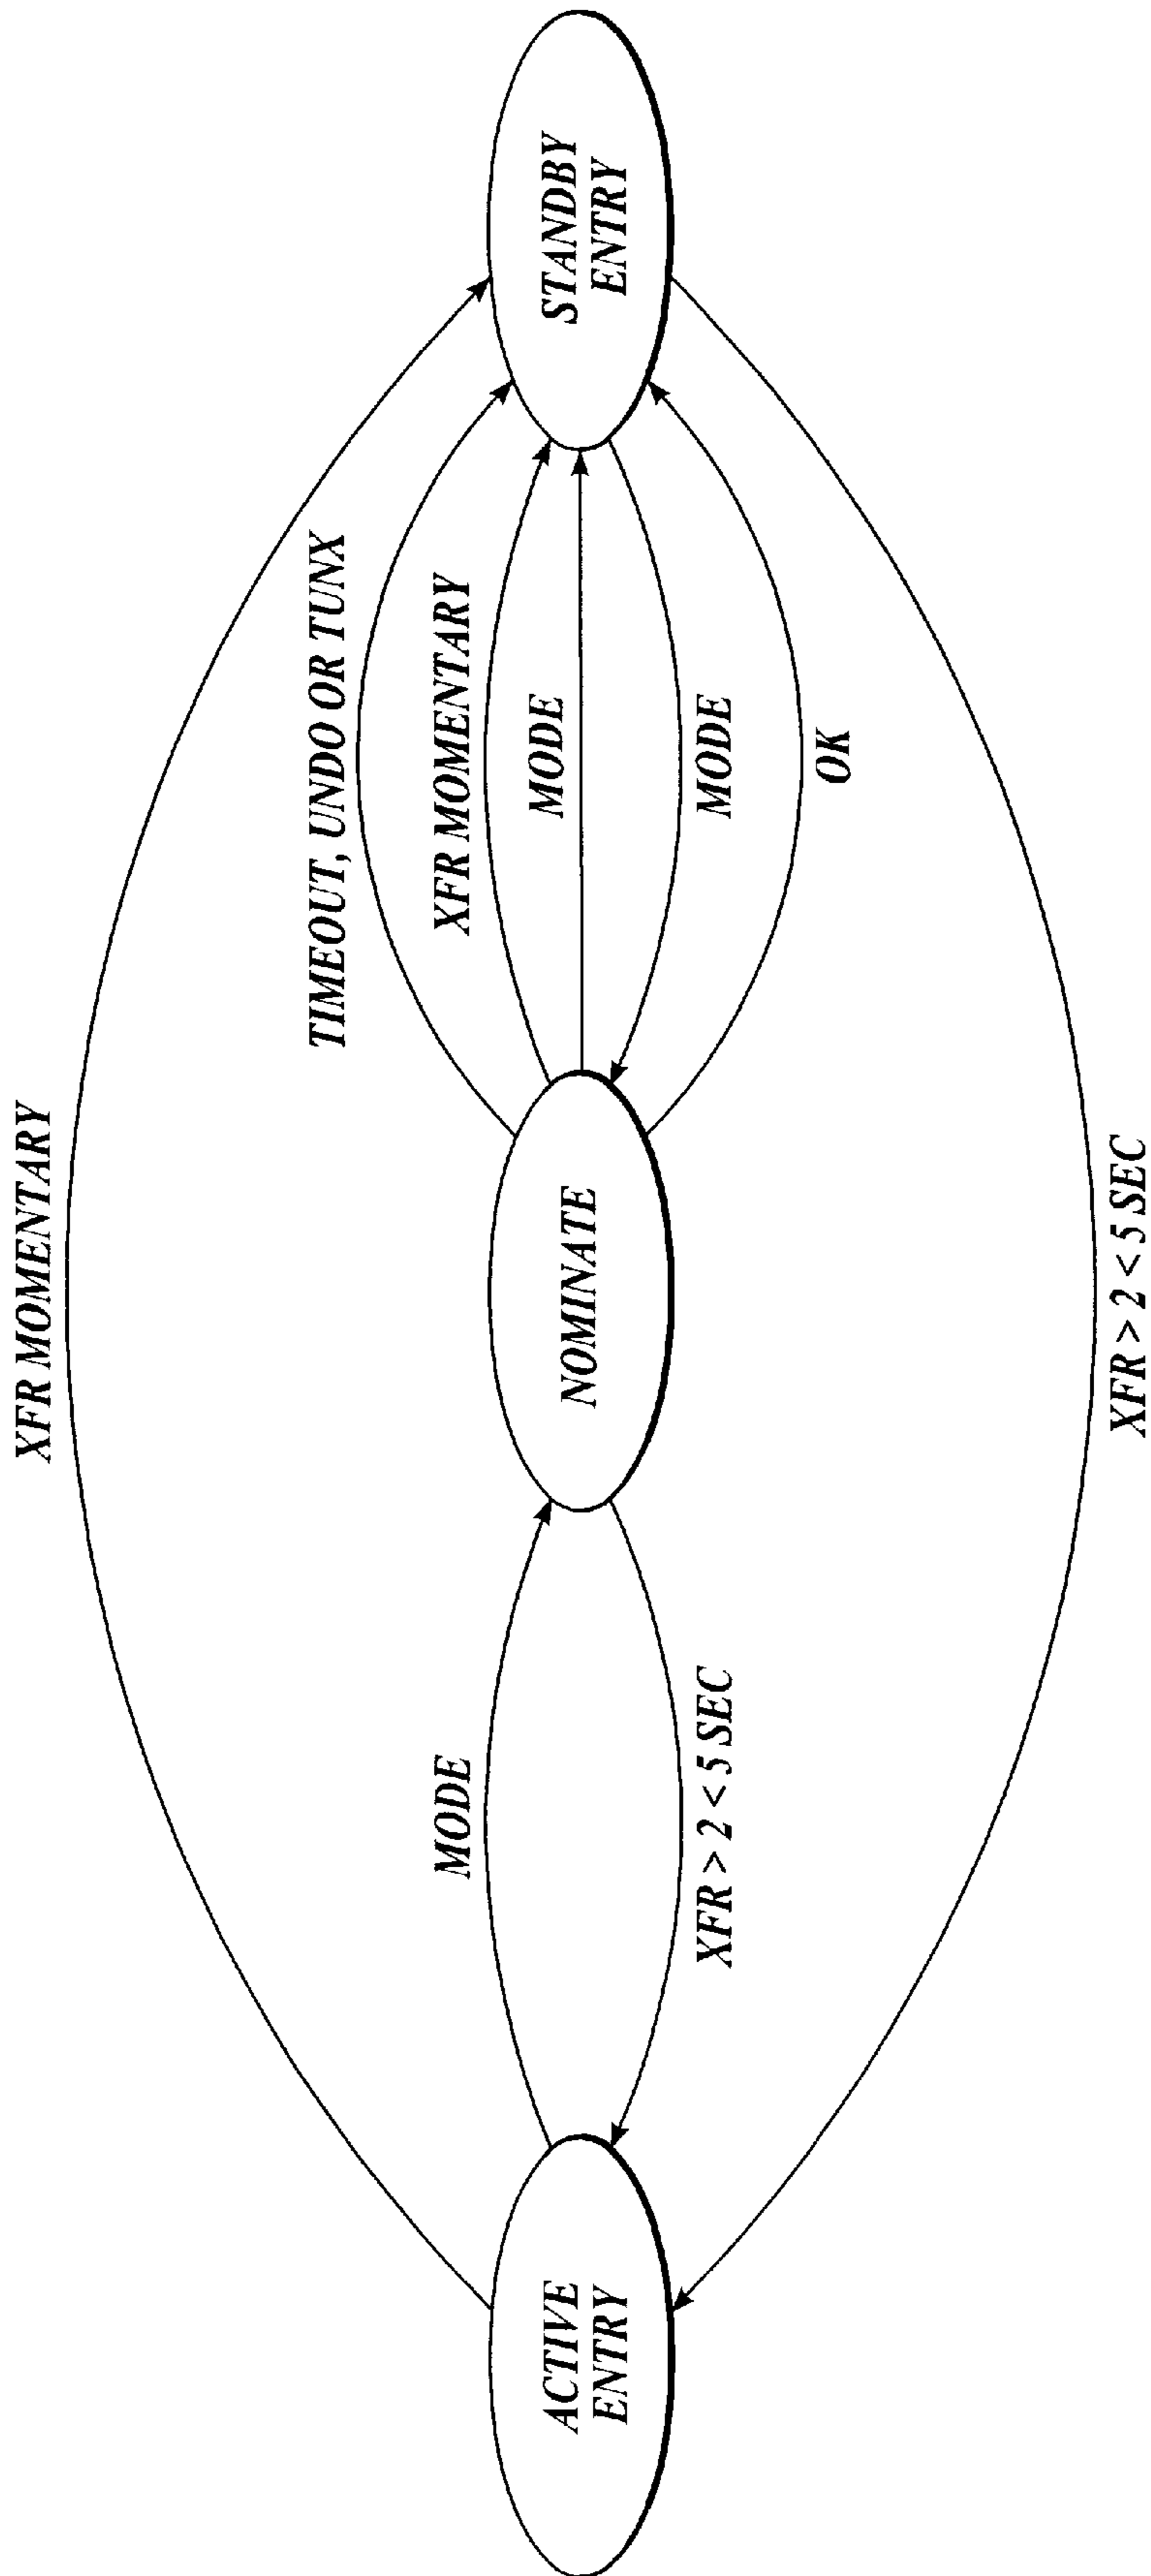 XFR MOMENTARY
TIMEOUT, UNDO OR TUNX
MODE
XFR MOMENTARY
MODE
ACTIVE
ENTRY
NOMINATE
STANDBY
ENTRY
XFR > 2 < 5 SEC
MODE
OK
XFR > 2 < 5 SEC